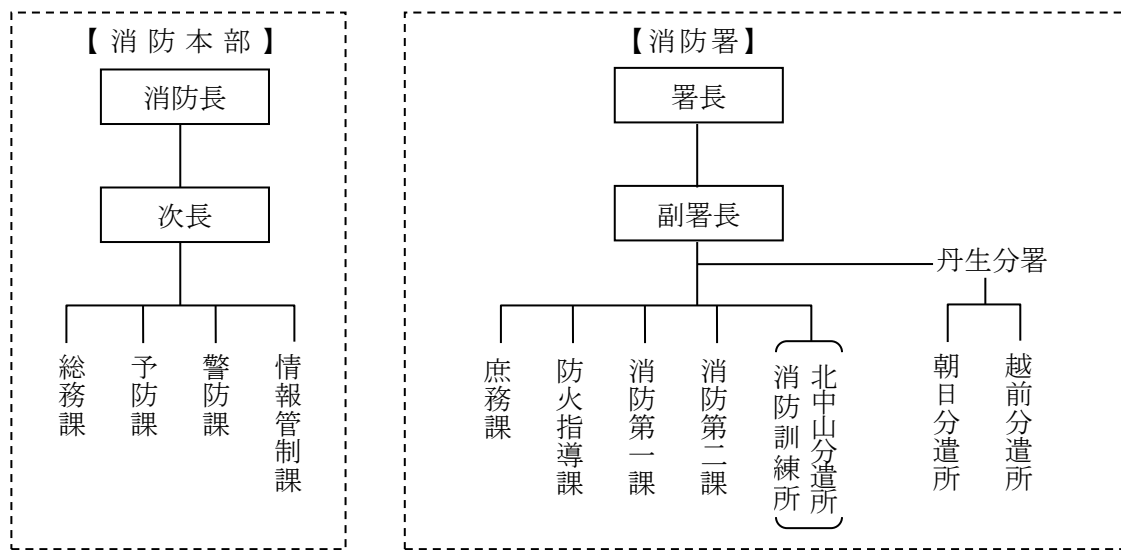 【消防本部】
消防長
次長
総務課
予防課
警防課
情報管制課
【消防署】
署長
副署長
丹生分署
庶務課
防火指導課
消防第一課
消防第二課
北中山分遣所
消防訓練所
朝日分遣所
越前分遣所